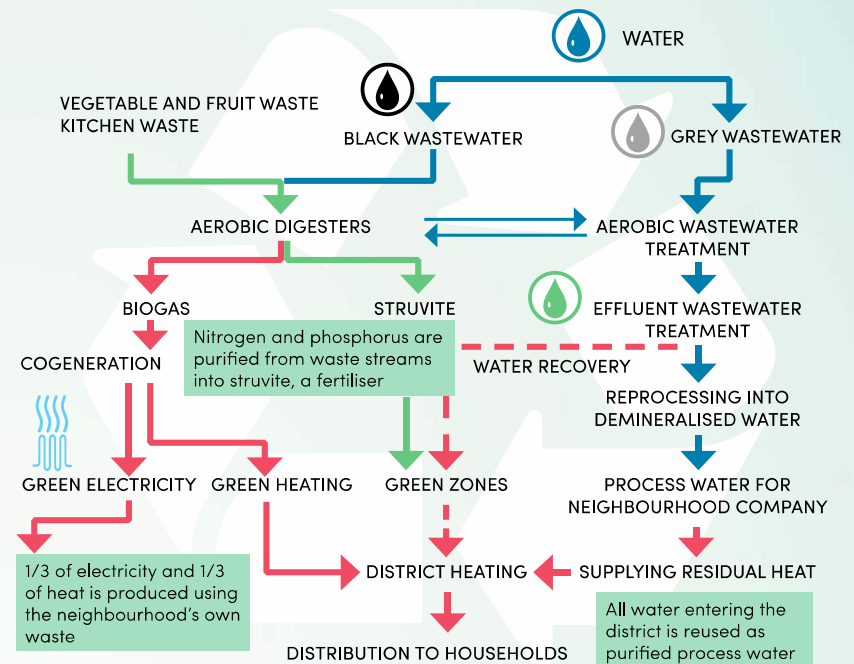 WATER
VEGETABLE AND FRUIT WASTE
KITCHEN WASTE
BLACK WASTEWATER
GREY WASTEWATER
AEROBIC DIGESTERS
AEROBIC WASTEWATER
TREATMENT
BIOGAS
STRUVITE
EFFLUENT WASTEWATER
TREATMENT
Nitrogen and phosphorus are
purified from waste streams
into struvite, a fertiliser
COGENERATION
WATER RECOVERY
REPROCESSING INTO
DEMINERALISED WATER
GREEN ELECTRICITY
GREEN HEATING
GREEN ZONES
PROCESS WATER FOR
NEIGHBOURHOOD COMPANY
1/3 of electricity and 1/3
of heat is produced using
the neighbourhood's own
waste
DISTRICT HEATING
SUPPLYING RESIDUAL HEAT
All water entering the
district is reused as
purified process water
DISTRIBUTION TO HOUSEHOLDS